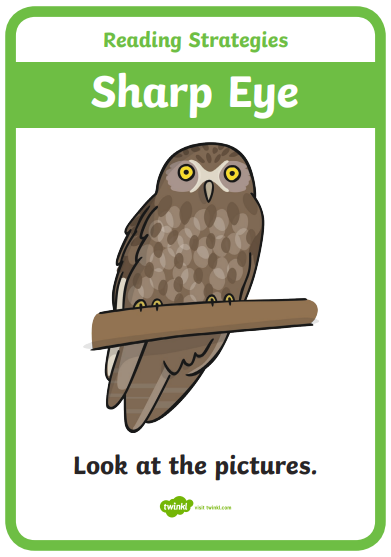 Reading Strategies
Sharp Eye
Look at the pictures.
twinkl visit twinkl.com